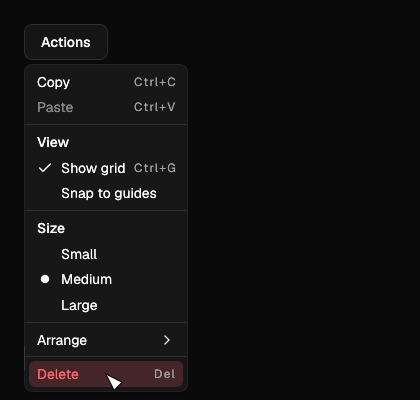 Actions
Copy Ctrl+C
Paste Ctrl+V
View
Show grid Ctrl+G
Snap to guides
Size
Small
Medium
Large
Arrange
Delete Del